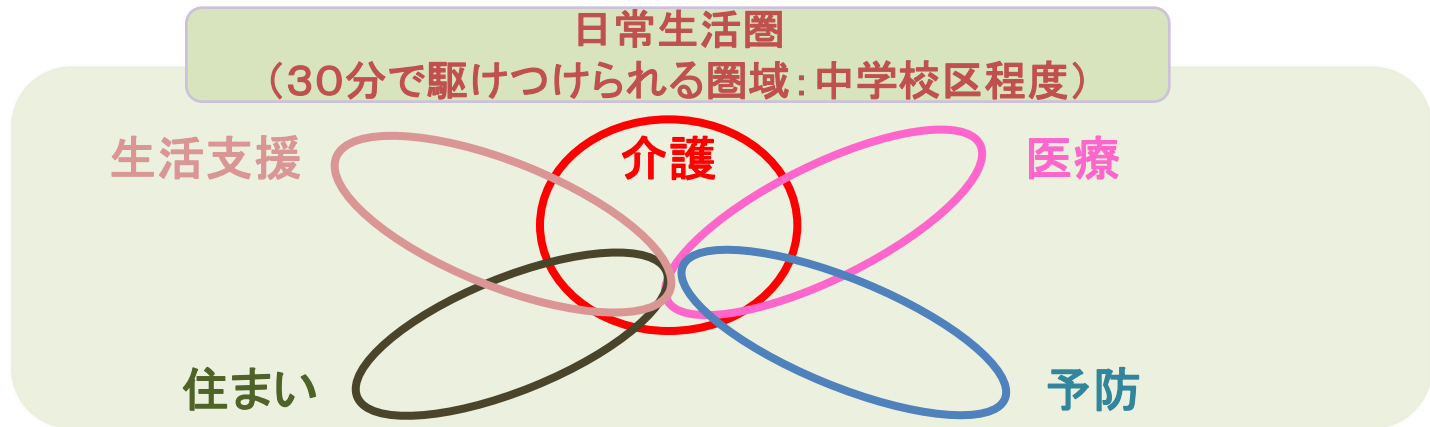 日常生活圏
（３０分で駆けつけられる圏域：中学校区程度）
生活支援
介護
医療
住まい
予防